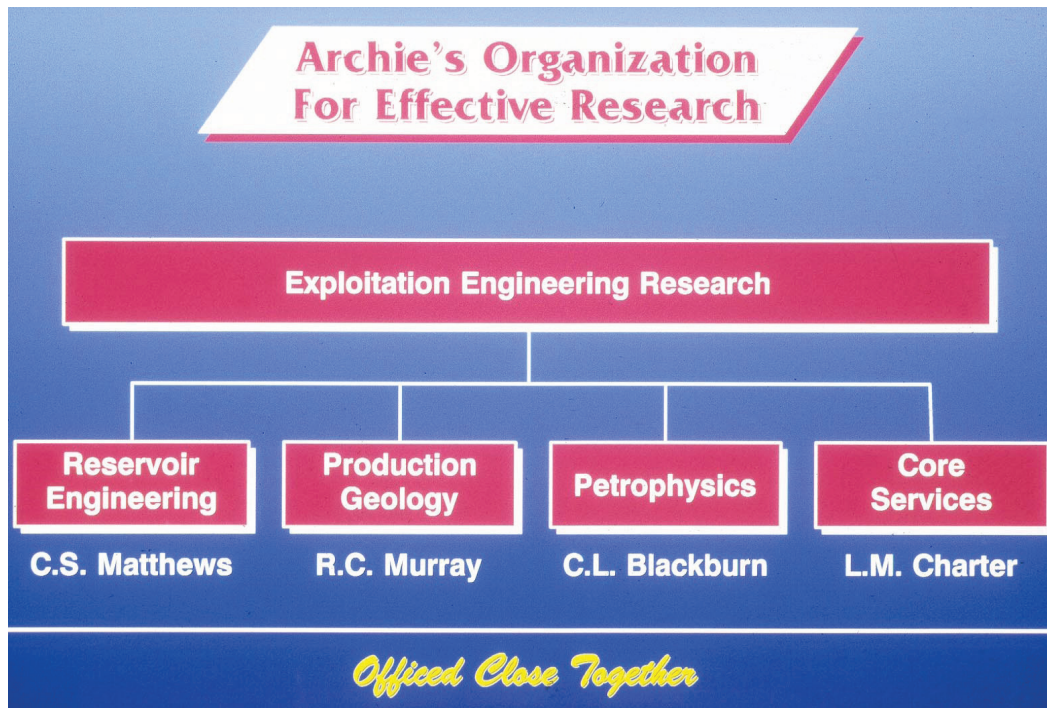 Archie's Organization
For Effective Research
Exploitation Engineering Research
Reservoir
Engineering
Production
Geology
Petrophysics
Core
Services
C.S. Matthews
R.C. Murray
C.L. Blackburn
L.M. Charter
Officed Close Together